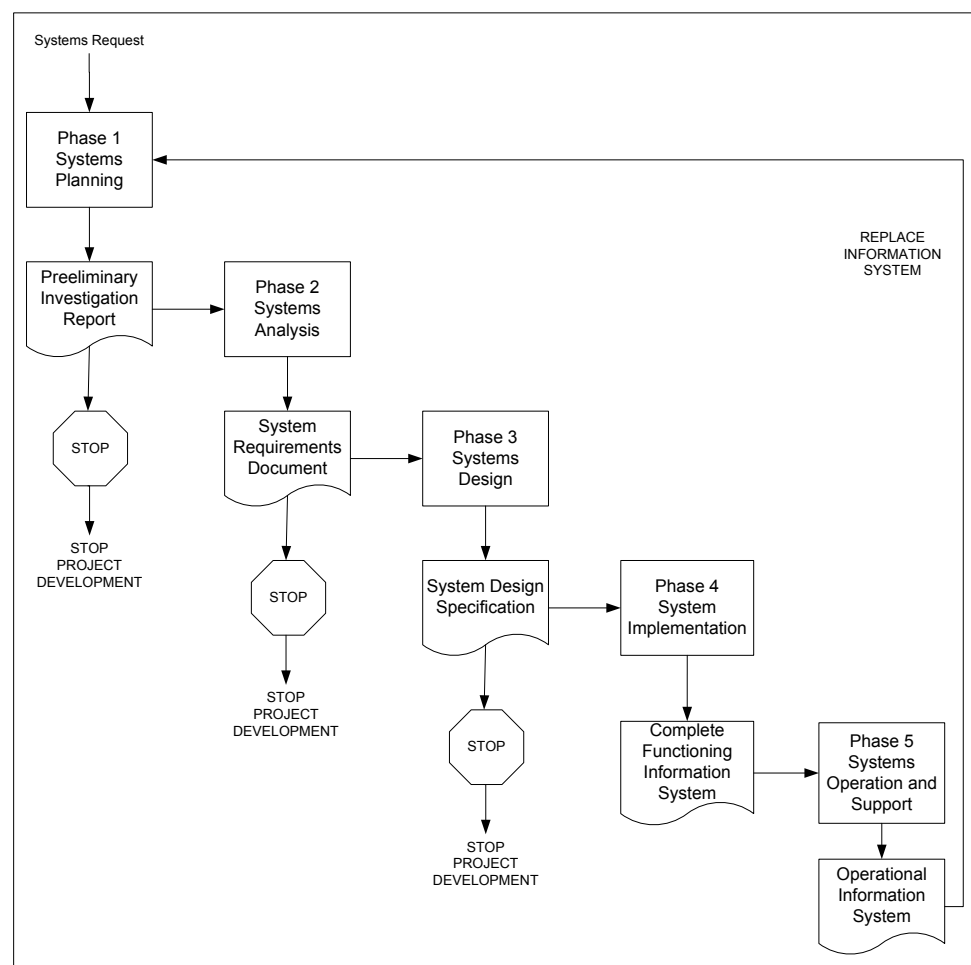 Systems Request
Phase 1
Systems
Planning
REPLACE
INFORMATION
SYSTEM
Preeliminary
Investigation
Report
Phase 2
Systems
Analysis
STOP
STOP
PROJECT
DEVELOPMENT
System
Requirements
Document
Phase 3
Systems
Design
STOP
STOP
PROJECT
DEVELOPMENT
System Design
Specification
Phase 4
System
Implementation
STOP
STOP
PROJECT
DEVELOPMENT
Complete
Functioning
Information
System
Phase 5
Systems
Operation and
Support
Operational
Information
System